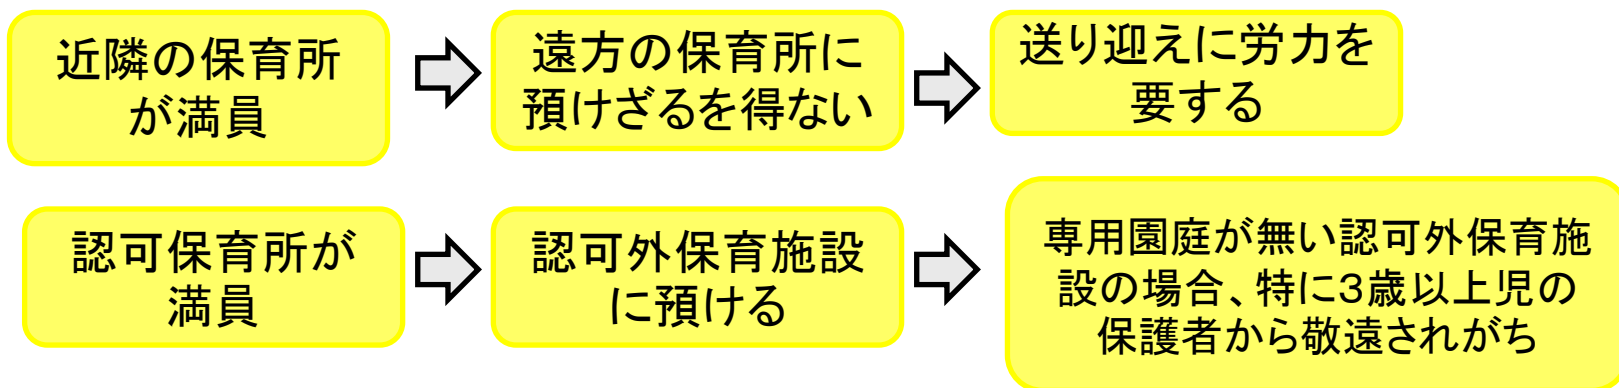 近隣の保育所
が満員
遠方の保育所に
預けざるを得ない
送り迎えに労力を
要する
認可保育所が
満員
認可外保育施設
に預ける
専用園庭が無い認可外保育施
設の場合、特に3歳以上児の
保護者から敬遠されがち